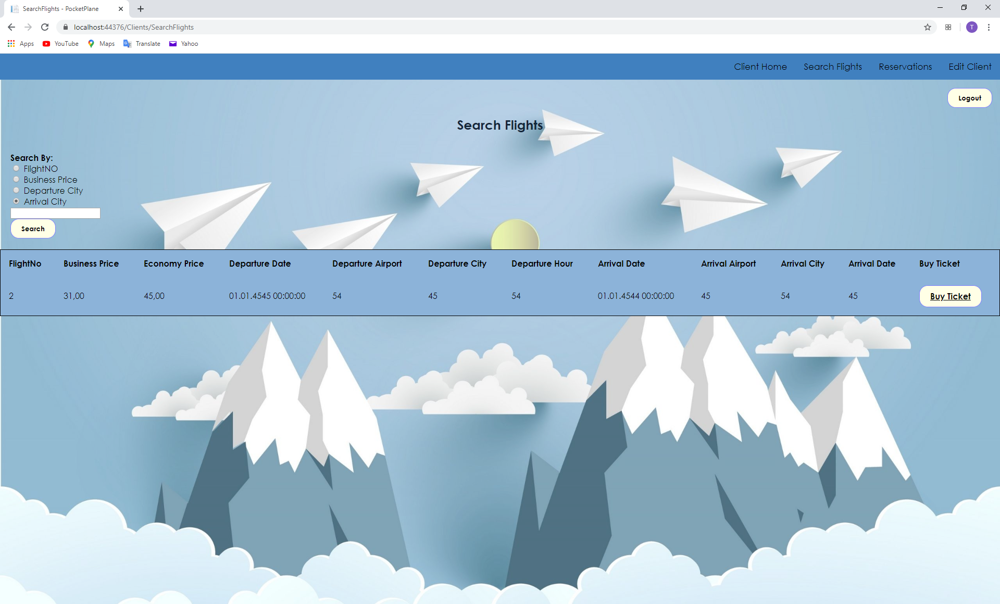 SearchFlights - PocketPlane
localhost:44376/Clients/SearchFlights
T
Apps YouTube Maps Translate Yahoo
Client Home Search Flights Reservations Edit Client
Logout
Search Flights
Search By:
FlightNO
Business Price
Departure City
Arrival City
Search
FlightNo Business Price Economy Price Departure Date Departure Airport Departure City Departure Hour Arrival Date Arrival Airport Arrival City Arrival Date Buy Ticket
2 31,00 45,00 01.01.4545 00:00:00 54 45 54 01.01.4544 00:00:00 45 54 45 Buy Ticket